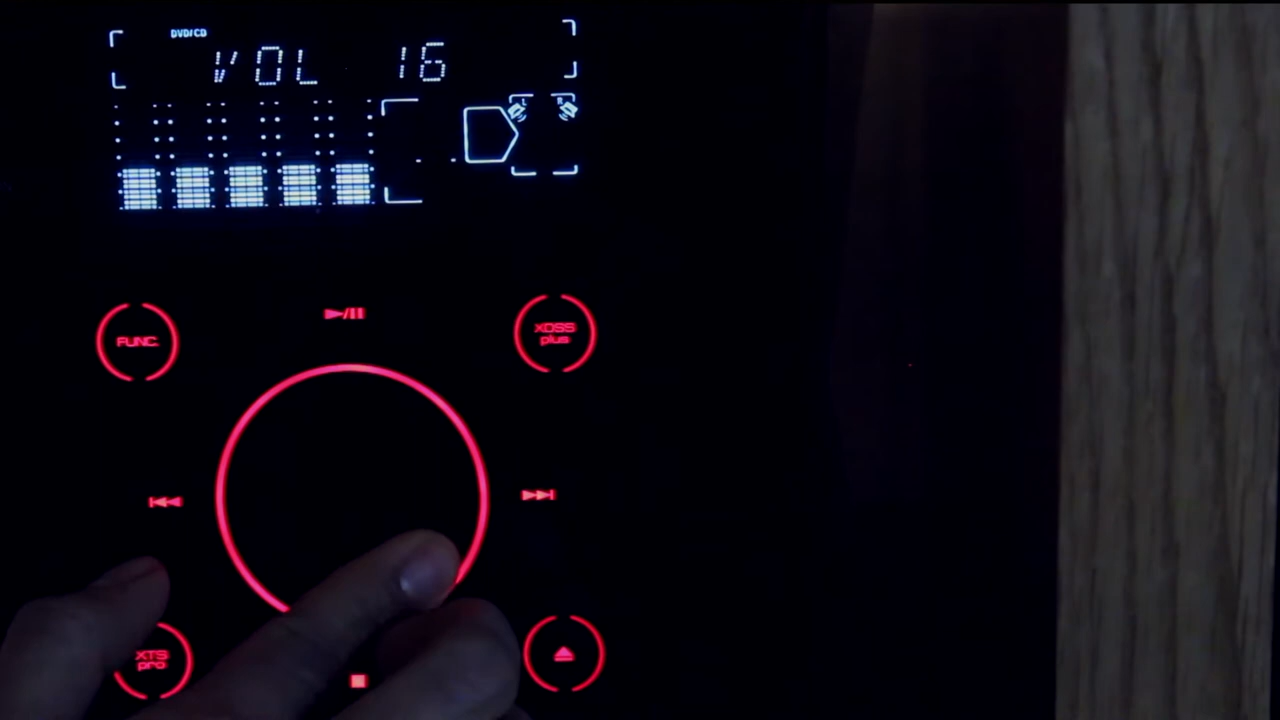 DVD/CD
VOL 16
L R
FUNC.
XDSS
plus
XTS
pro